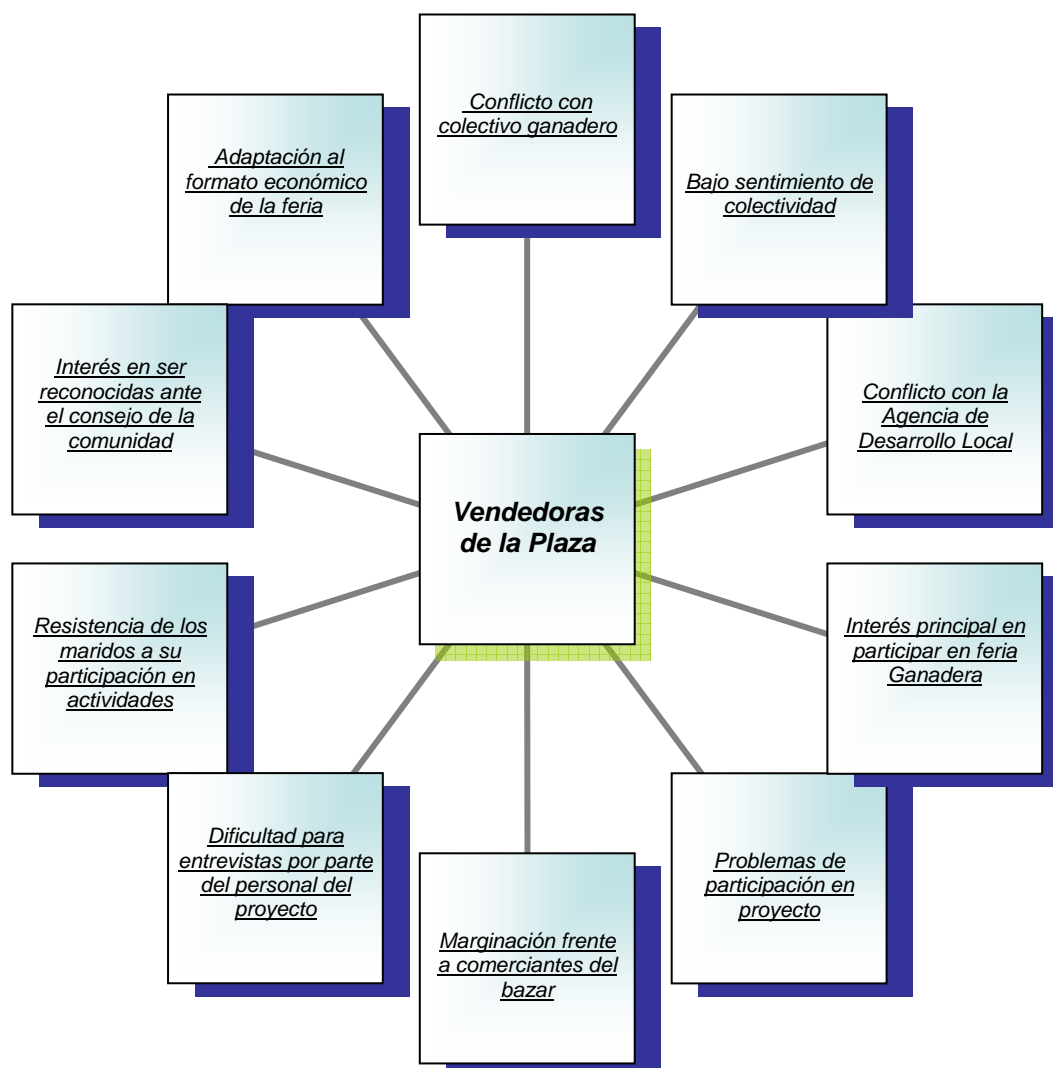 Conflicto con
colectivo ganadero
Adaptación al
formato económico
de la feria
Bajo sentimiento de
colectividad
Interés en ser
reconocidas ante
el consejo de la
comunidad
Conflicto con la
Agencia de
Desarrollo Local
Vendedoras
de la Plaza
Resistencia de los
maridos a su
participación en
actividades
Interés principal en
participar en feria
Ganadera
Dificultad para
entrevistas por parte
del personal del
proyecto
Problemas de
participación en
proyecto
Marginación frente
a comerciantes del
bazar